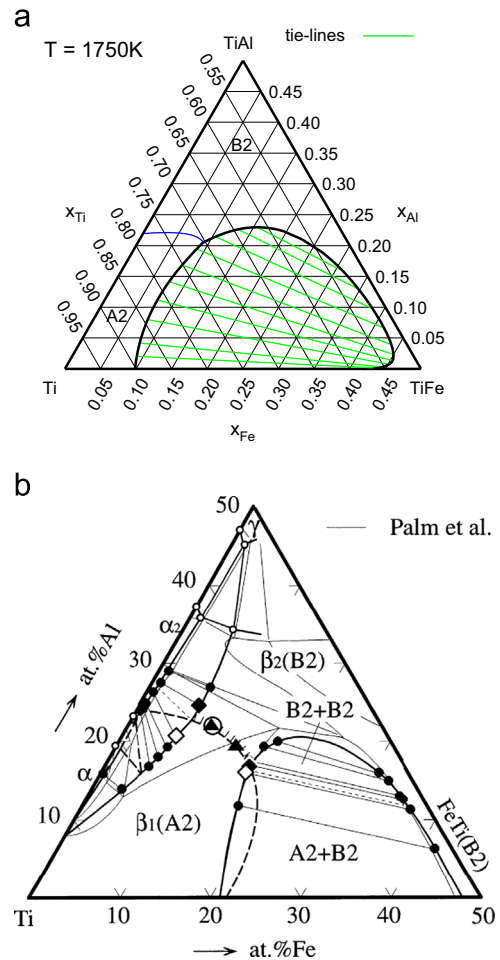 a
T = 1750K
TiAl
tie-lines
0.55
0.60
0.65
0.70
0.75
0.80
0.85
0.90
0.95
xTi
0.45
0.40
0.35
0.30
0.25
0.20
0.15
0.10
0.05
xAl
B2
A2
Ti
TiFe
0.05
0.10
0.15
0.20
0.25
0.30
0.35
0.40
0.45
xFe
b
50
γ
Palm et al.
40
α2
30
at.%Al
β2(B2)
B2+B2
20
α
10
β1(A2)
A2+B2
FeTi(B2)
Ti
10
20
30
40
50
at.%Fe